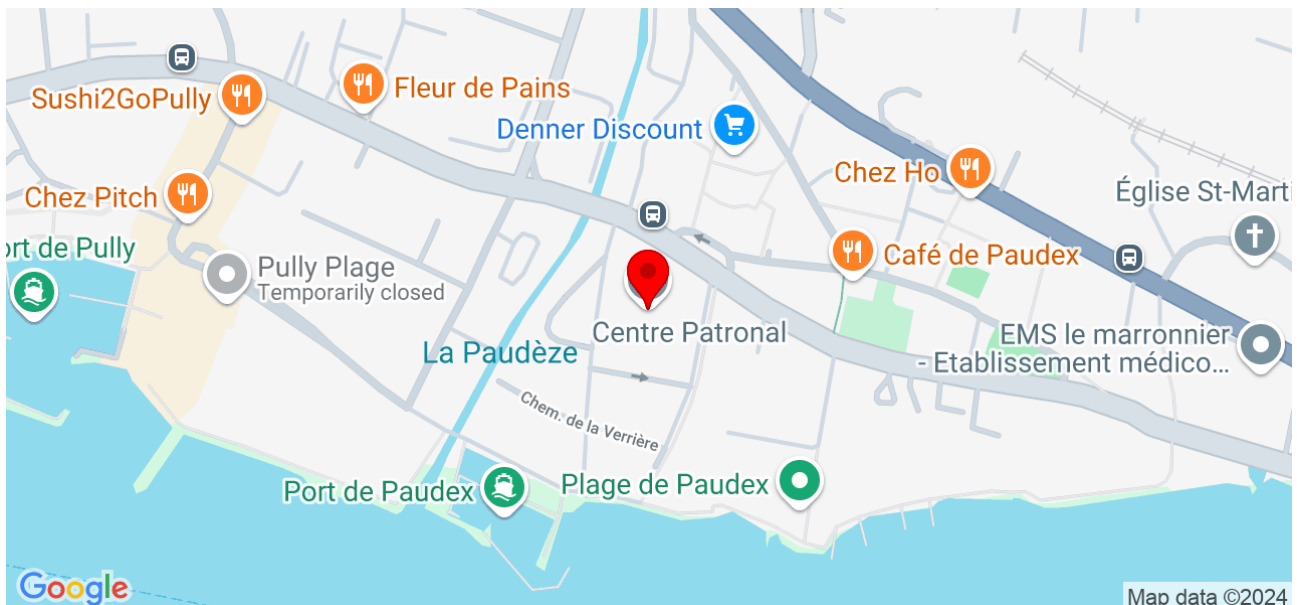 Sushi2GoPully
Fleur de Pains
Denner Discount
Chez Ho
Chez Pitch
Église St-Marti
ort de Pully
Pully Plage
Temporarily closed
Café de Paudex
Centre Patronal
La Paudèze
EMS le marronnier
- Etablissement médico...
Chem. de la Verrière
Port de Paudex
Plage de Paudex
Google
Map data ©2024